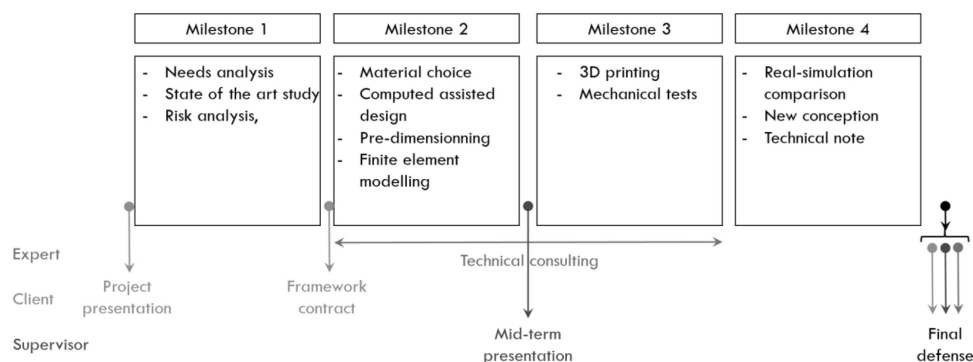 Milestone 1
Milestone 2
Milestone 3
Milestone 4
- Needs analysis
- State of the art study
- Risk analysis,
- Material choice
- Computed assisted
design
- Pre-dimensionning
- Finite element
modelling
- 3D printing
- Mechanical tests
- Real-simulation
comparison
- New conception
- Technical note
Expert
Technical consulting
Client
Project
presentation
Framework
contract
Supervisor
Mid-term
presentation
Final
defense